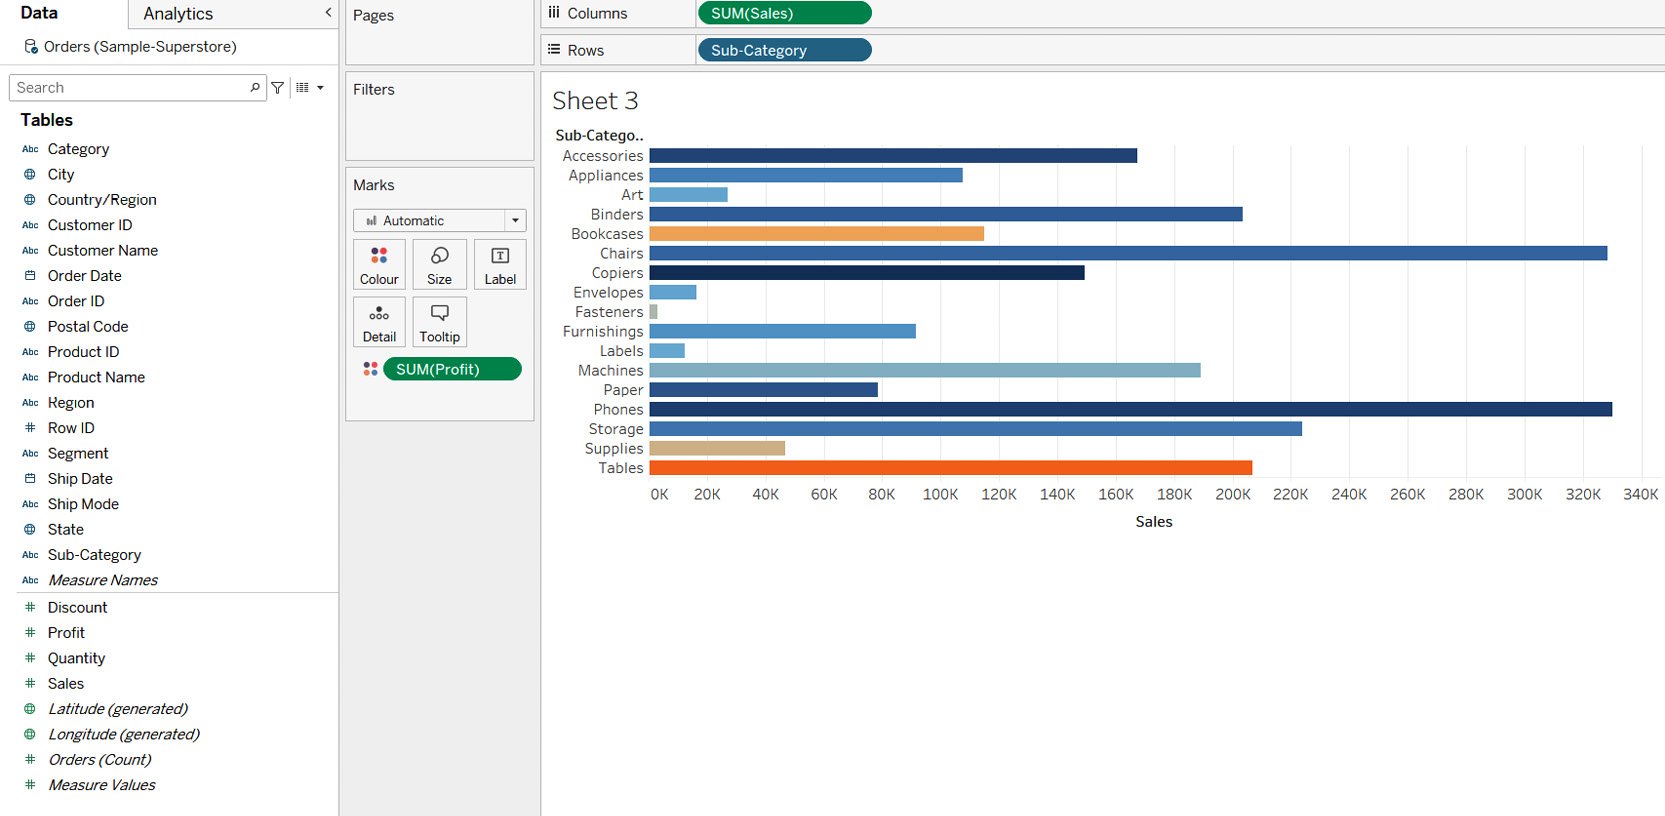 Data
Analytics
<
Orders (Sample-Superstore)
Search
Tables
Abc Category
City
Country/Region
Abc Customer ID
Abc Customer Name
Order Date
Abc Order ID
Postal Code
Abc Product ID
Abc Product Name
Abc Region
# Row ID
Abc Segment
Ship Date
Abc Ship Mode
State
Abc Sub-Category
Abc Measure Names
# Discount
# Profit
# Quantity
# Sales
Latitude (generated)
Longitude (generated)
# Orders (Count)
# Measure Values
Pages
Filters
Marks
Automatic
Colour
Size
T
Label
Detail
Tooltip
SUM(Profit)
Columns
SUM(Sales)
Rows
Sub-Category
Sheet 3
Sub-Catego..
Accessories
Appliances
Art
Binders
Bookcases
Chairs
Copiers
Envelopes
Fasteners
Furnishings
Labels
Machines
Paper
Phones
Storage
Supplies
Tables
0K 20K 40K 60K 80K 100K 120K 140K 160K 180K 200K 220K 240K 260K 280K 300K 320K 340K
Sales